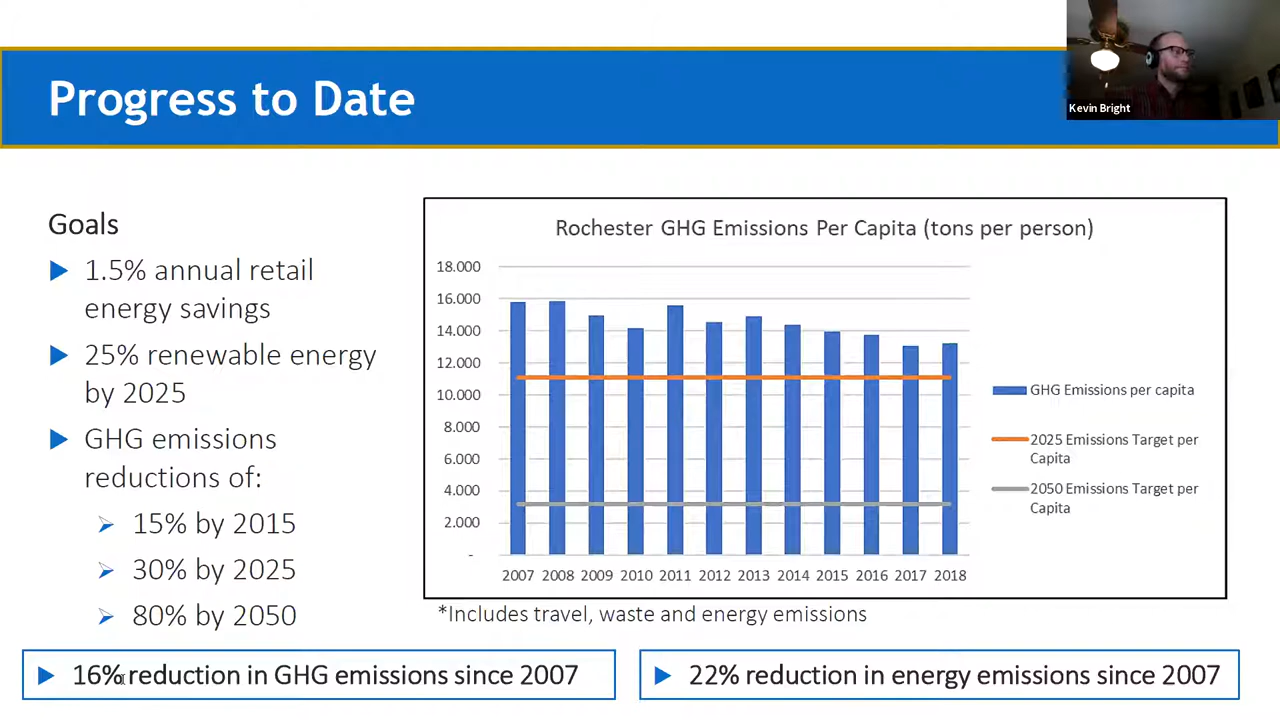 Kevin Bright
Progress to Date
Goals
1.5% annual retail
energy savings
25% renewable energy
by 2025
GHG emissions
reductions of:
15% by 2015
30% by 2025
80% by 2050
Rochester GHG Emissions Per Capita (tons per person)
18.000
16.000
14.000
12.000
10.000
8.000
6.000
4.000
2.000
-
2007 2008 2009 2010 2011 2012 2013 2014 2015 2016 2017 2018
GHG Emissions per capita
2025 Emissions Target per
Capita
2050 Emissions Target per
Capita
*Includes travel, waste and energy emissions
16% reduction in GHG emissions since 2007
22% reduction in energy emissions since 2007